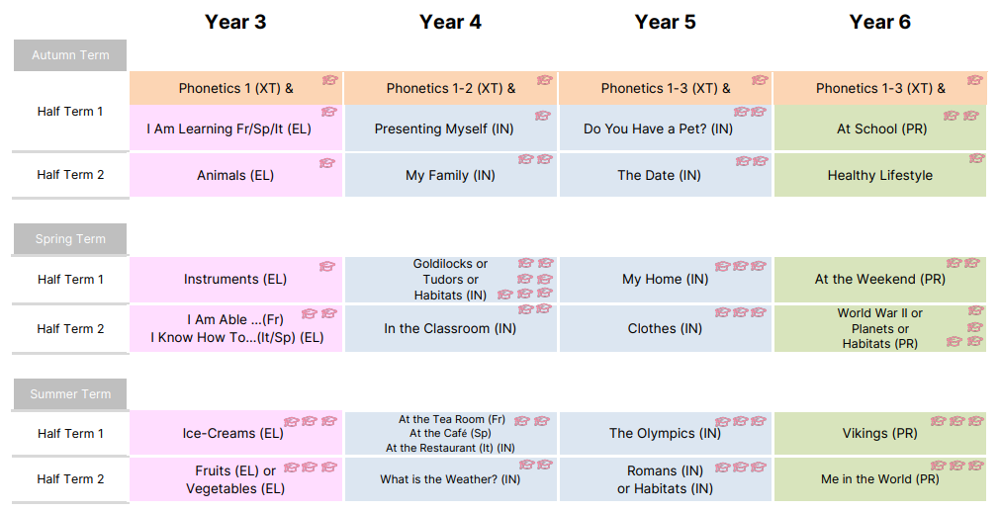 Year 3 Year 4 Year 5 Year 6
Autumn Term
Half Term 1
Phonetics 1 (XT) & Phonetics 1-2 (XT) & Phonetics 1-3 (XT) & Phonetics 1-3 (XT) &
I Am Learning Fr/Sp/It (EL) Presenting Myself (IN) Do You Have a Pet? (IN) At School (PR)
Half Term 2 Animals (EL) My Family (IN) The Date (IN) Healthy Lifestyle
Spring Term
Half Term 1
Instruments (EL)
Goldilocks or
Tudors or
Habitats (IN)
My Home (IN)
At the Weekend (PR)
Half Term 2
I Am Able ...(Fr)
I Know How To...(It/Sp) (EL)
In the Classroom (IN)
Clothes (IN)
World War II or
Planets or
Habitats (PR)
Summer Term
Half Term 1
Ice-Creams (EL)
At the Tea Room (Fr)
At the Café (Sp)
At the Restaurant (It) (IN)
The Olympics (IN)
Vikings (PR)
Half Term 2
Fruits (EL) or
Vegetables (EL)
What is the Weather? (IN)
Romans (IN)
or Habitats (IN)
Me in the World (PR)